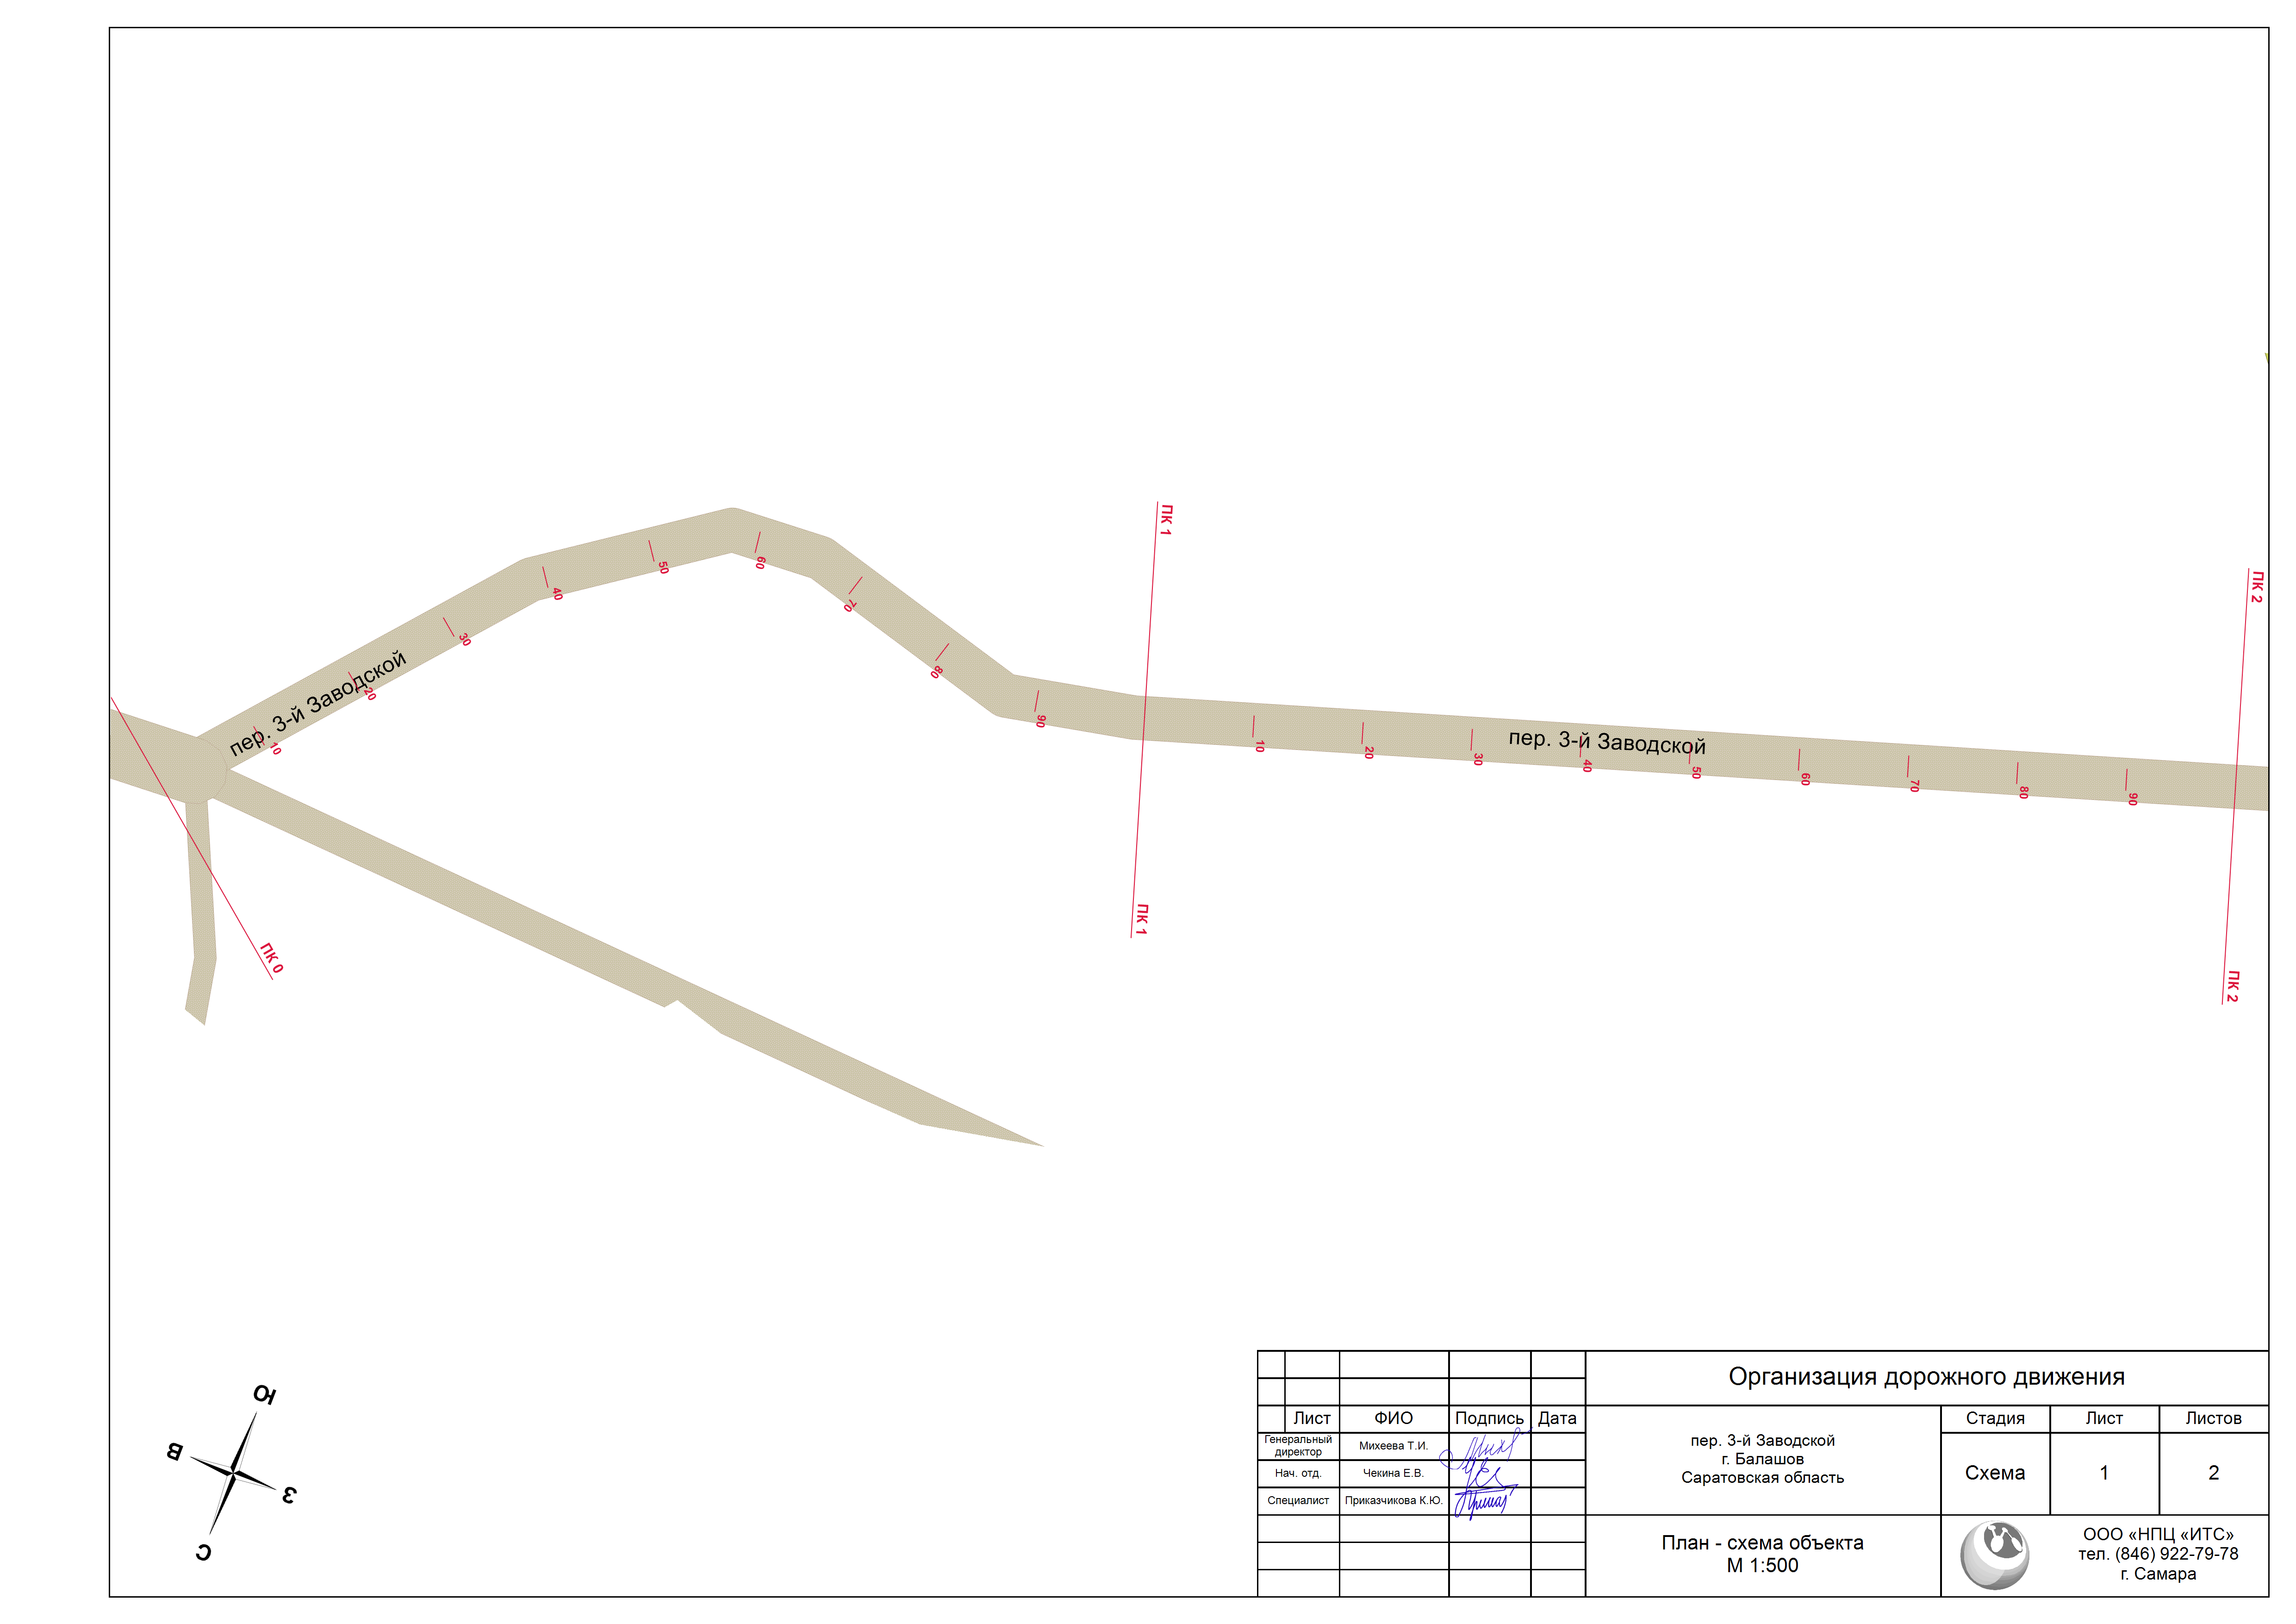 ПК 1
ПК 2
60
50
40
70
30
80
пер. 3-й Заводской
20
10
90
10
20
30
пер. 3-й Заводской
40
50
60
70
80
90
ПК 0
ПК 1
ПК 2
Ю
В
З
С
Организация дорожного движения
Лист ФИО Подпись Дата
Генеральный
директор
Михеева Т.И.
Нач. отд. Чекина Е.В.
Специалист Приказчикова К.Ю.
пер. 3-й Заводской
г. Балашов
Саратовская область
Стадия Лист Листов
Схема 1 2
План - схема объекта
М 1:500
ООО «НПЦ «ИТС»
тел. (846) 922-79-78
г. Самара